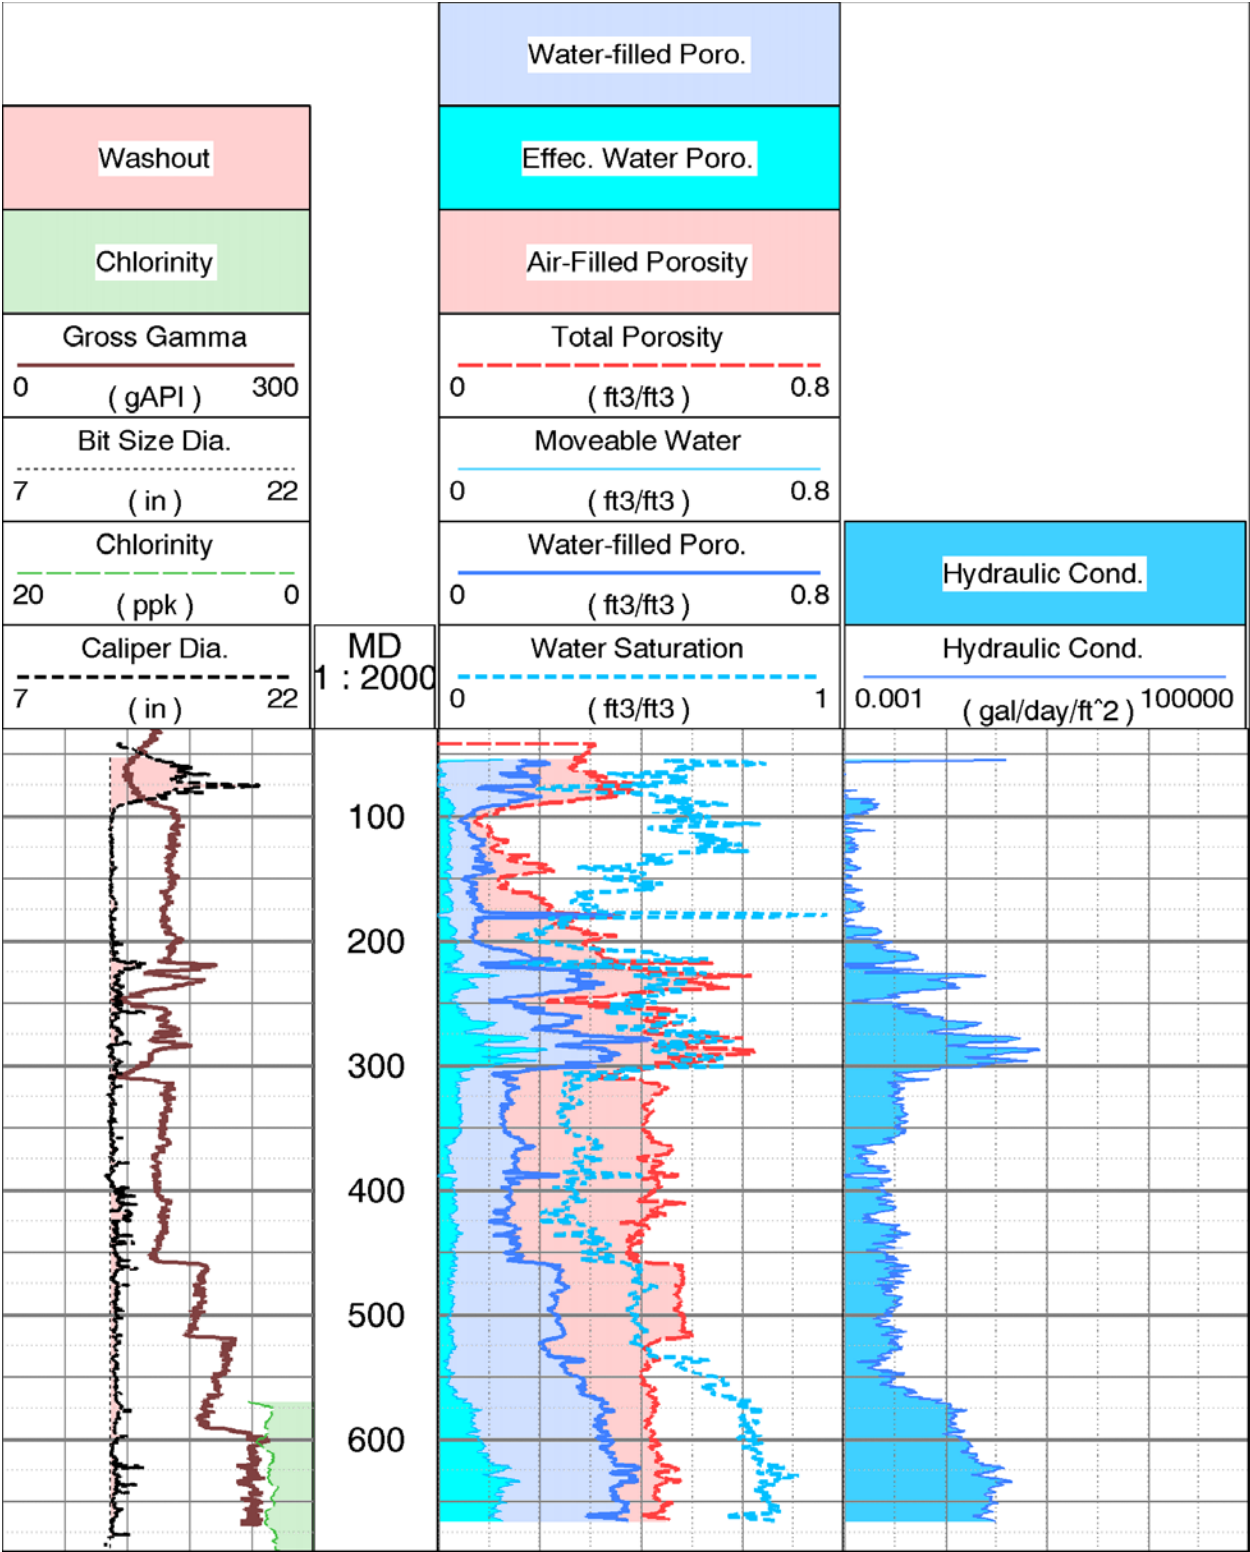 Water-filled Poro.
Washout
Effec. Water Poro.
Chlorinity
Air-Filled Porosity
Gross Gamma
0 300
( gAPI )
Total Porosity
0 0.8
( ft3/ft3 )
Bit Size Dia.
7 22
( in )
Moveable Water
0 0.8
( ft3/ft3 )
Chlorinity
20 0
( ppk )
Water-filled Poro.
0 0.8
( ft3/ft3 )
Hydraulic Cond.
Caliper Dia.
7 22
( in )
MD
1 : 2000
Water Saturation
0 1
( ft3/ft3 )
Hydraulic Cond.
0.001 100000
( gal/day/ft^2 )
100
200
300
400
500
600